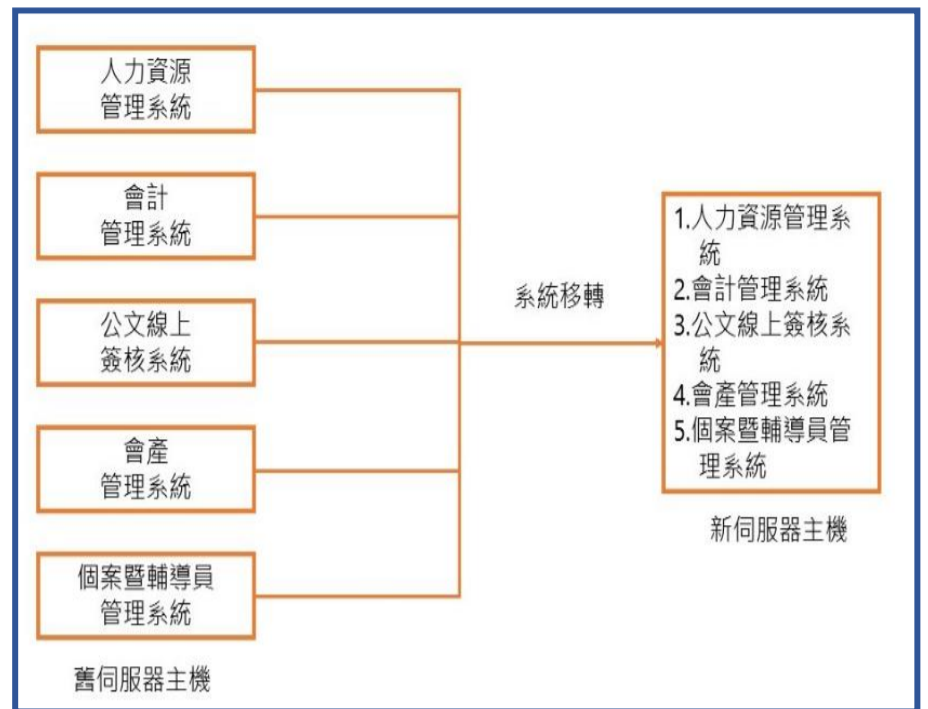 人力資源
管理系統
會計
管理系統
公文線上
簽核系統
會產
管理系統
個案暨輔導員
管理系統
舊伺服器主機
系統移轉
1.人力資源管理系
統
2.會計管理系統
3.公文線上簽核系
統
4.會產管理系統
5.個案暨輔導員管
理系統
新伺服器主機